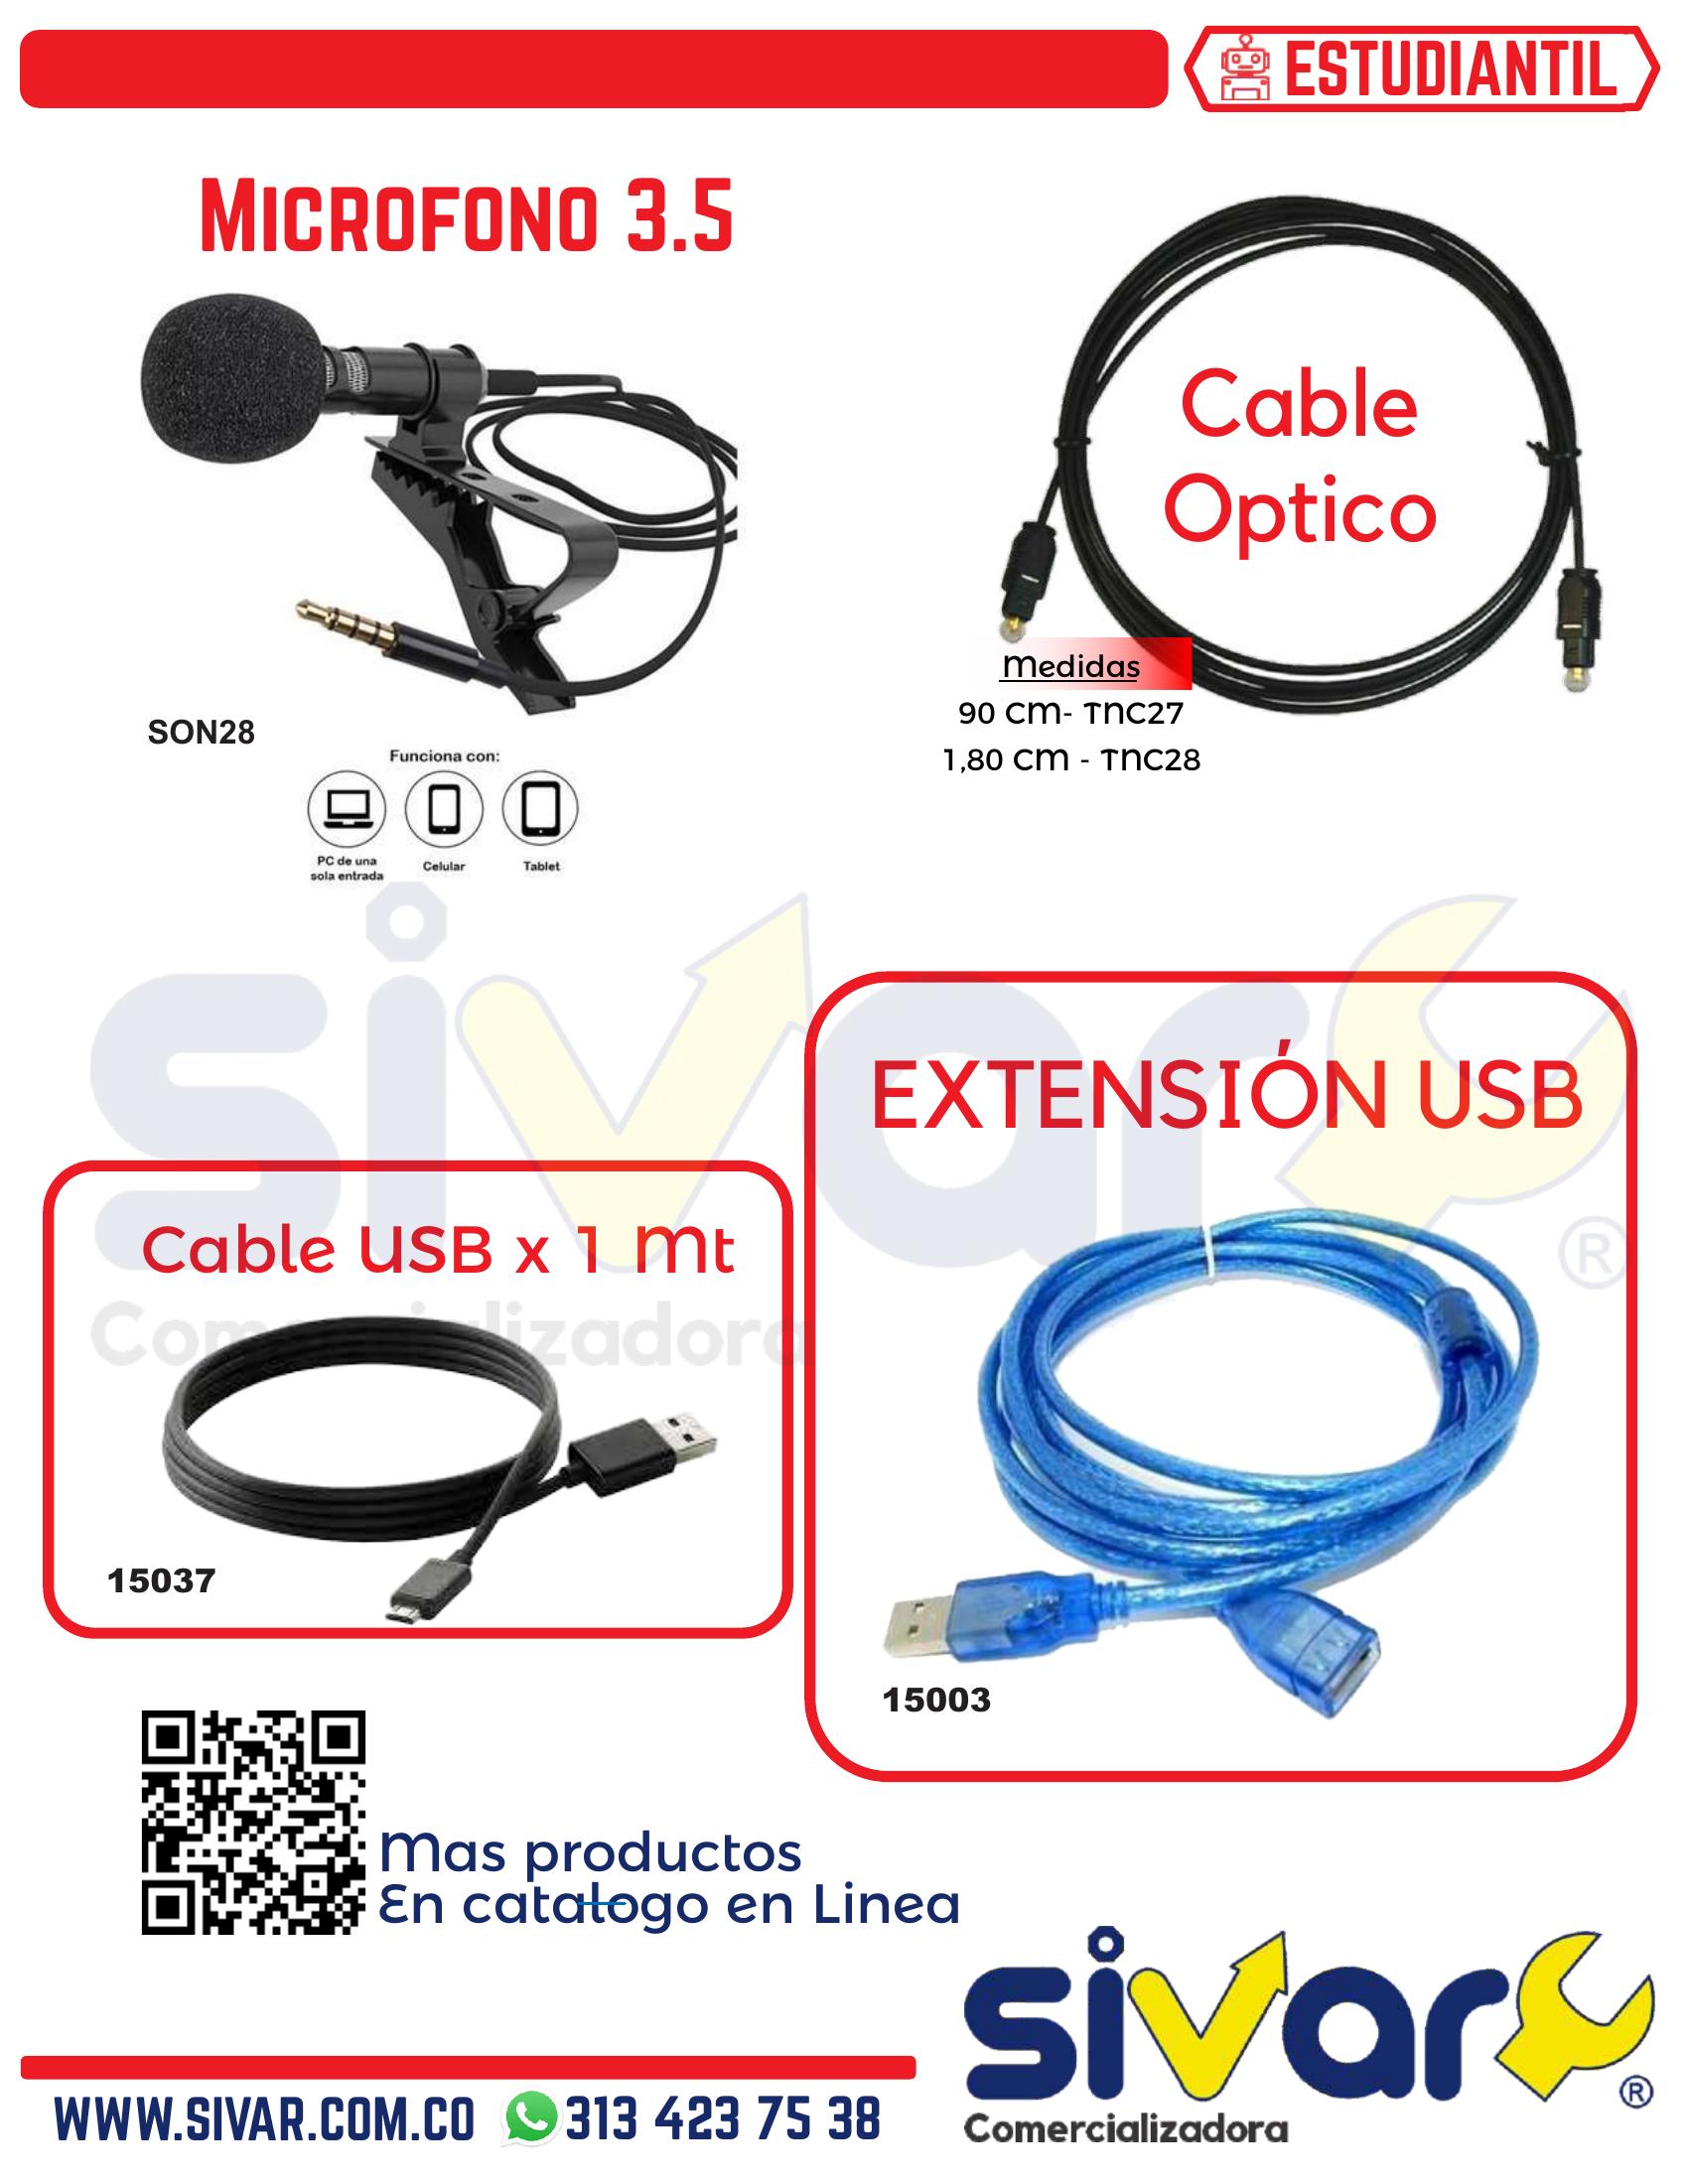 ESTUDIANTIL
MICROFONO 3.5
Cable
Optico
Medidas
90 CM- TNC27
1,80 CM - TNC28
SON28
Funciona con:
PC de una
sola entrada
Celular
Tablet
sivar
Comercializadora
®
EXTENSIÓN USB
Cable USB x 1 Mt
15037
15003
Mas productos
En catalogo en Linea
sivar
®
Comercializadora
WWW.SIVAR.COM.CO
313 423 75 38